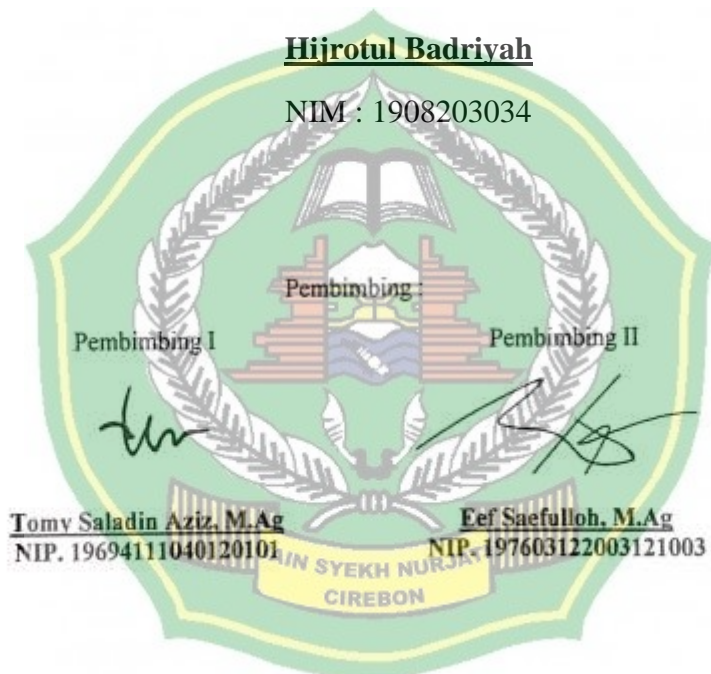 Hijrotul Badriyah
NIM : 1908203034
Pembimbing :
Pembimbing I
Pembimbing II
Tomy Saladin Aziz, M.Ag
Eef Saefulloh, M.Ag
NIP. 19694111040120101
NIP. 197603122003121003
IAIN SYEKH NURJATI
CIREBON